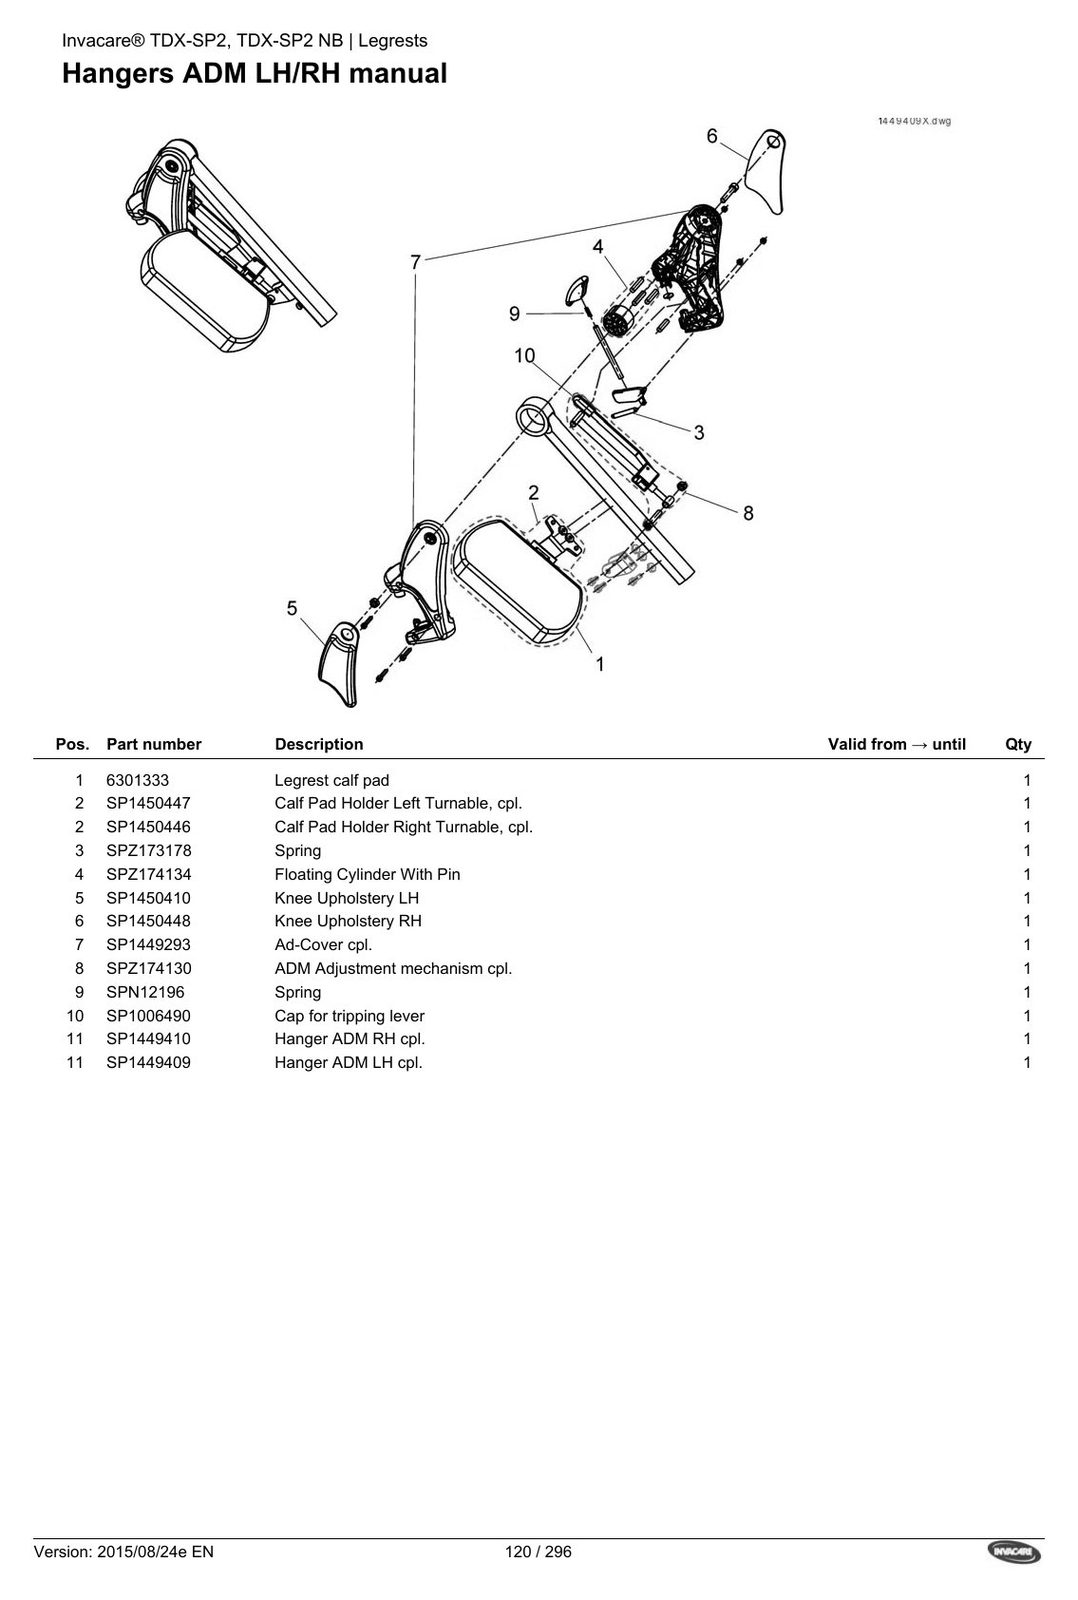 Invacare® TDX-SP2, TDX-SP2 NB | Legrests
Hangers ADM LH/RH manual
1449409X.dwg
6
7
4
9
10
3
2
8
5
1
Pos. Part number Description Valid from → until Qty
1 6301333 Legrest calf pad 1
2 SP1450447 Calf Pad Holder Left Turnable, cpl. 1
2 SP1450446 Calf Pad Holder Right Turnable, cpl. 1
3 SPZ173178 Spring 1
4 SPZ174134 Floating Cylinder With Pin 1
5 SP1450410 Knee Upholstery LH 1
6 SP1450448 Knee Upholstery RH 1
7 SP1449293 Ad-Cover cpl. 1
8 SPZ174130 ADM Adjustment mechanism cpl. 1
9 SPN12196 Spring 1
10 SP1006490 Cap for tripping lever 1
11 SP1449410 Hanger ADM RH cpl. 1
11 SP1449409 Hanger ADM LH cpl. 1
Version: 2015/08/24e EN 120 / 296 INVACARE